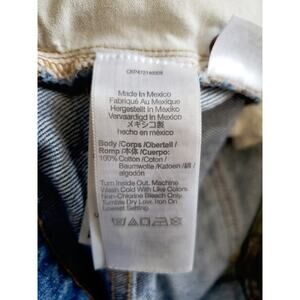 Made in Mexico
Fabriqué Au Mexique
Hergestellt in Mexiko
Vervaardigd In Mexico
メキシコ製
hecho en méxico
Body /Corps /Oberteil /
Romp /本体 /Cuerpo:
100% Cotton /Coton /
Baumwolle /Katoen /綿 /
algodón
Turn Inside Out. Machine
Wash Cold With Like Colors.
Non-Chlorine Bleach Only.
Tumble Dry Low. Iron On
Lowest Setting.